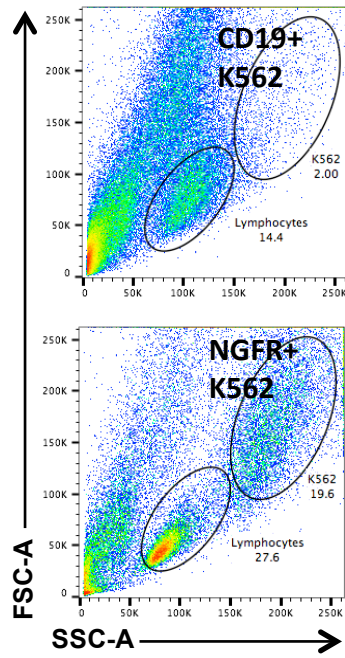 250K
200K
150K
100K
50K
0
CD19+
K562
K562
2.00
Lymphocytes
14.4
0 50K 100K 150K 200K 250K
SSC-A
250K
200K
150K
100K
50K
0
NGFR+
K562
K562
19.6
Lymphocytes
27.6
0 50K 100K 150K 200K 250K
FSC-A
SSC-A